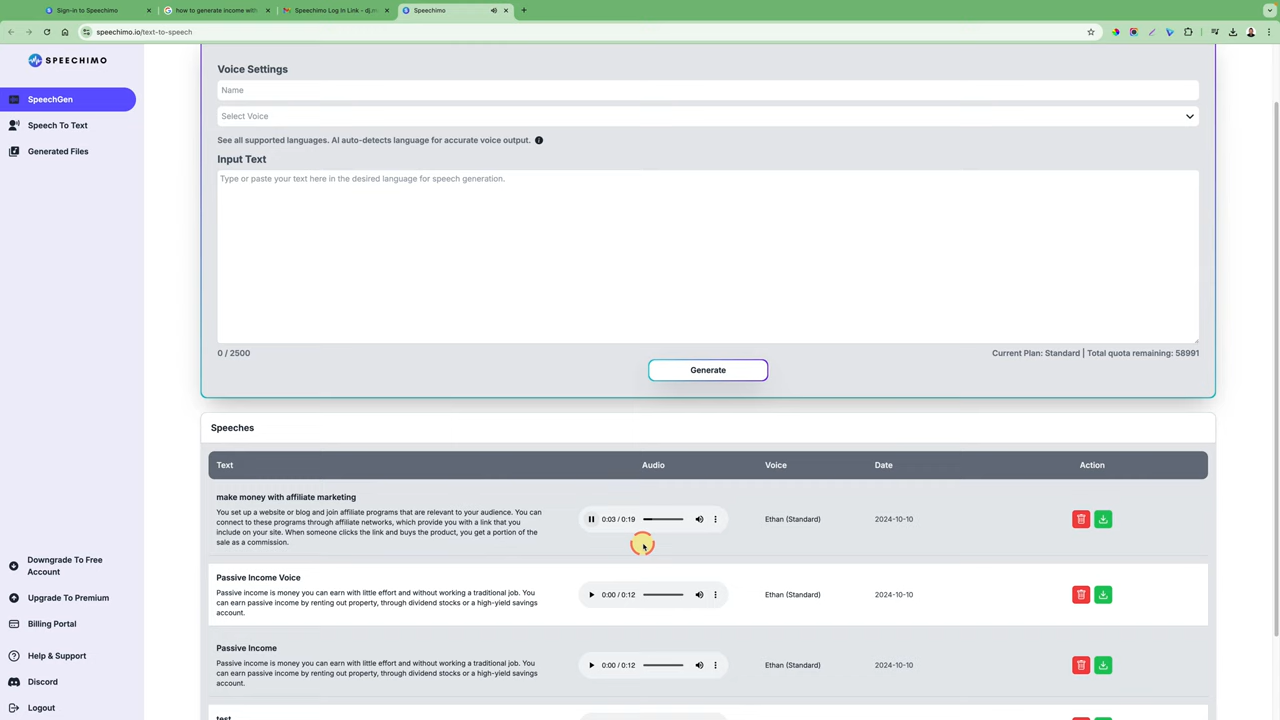 Sign-in to Speechimo
how to generate income with
Speechimo Log In Link - dj.m
Speechimo
speechimo.io/text-to-speech
SPEECHIMO
SpeechGen
Speech To Text
Generated Files
Downgrade To Free
Account
Upgrade To Premium
Billing Portal
Help & Support
Discord
Logout
Voice Settings
Name
Select Voice
See all supported languages. AI auto-detects language for accurate voice output.
Input Text
Type or paste your text here in the desired language for speech generation.
0 / 2500
Current Plan: Standard | Total quota remaining: 58991
Generate
Speeches
Text Audio Voice Date Action
make money with affiliate marketing
You set up a website or blog and join affiliate programs that are relevant to your audience. You
can connect to these programs through affiliate networks, which provide you with a link that you
include on your site. When someone clicks the link and buys the product, you get a portion of the
sale as a commission.
0:03 / 0:19
Ethan (Standard)
2024-10-10
Passive Income Voice
Passive income is money you can earn with little effort and without working a traditional job. You
can earn passive income by renting out property, through dividend stocks or a high-yield savings
account.
0:00 / 0:12
Ethan (Standard)
2024-10-10
Passive Income
Passive income is money you can earn with little effort and without working a traditional job. You
can earn passive income by renting out property, through dividend stocks or a high-yield savings
account.
0:00 / 0:12
Ethan (Standard)
2024-10-10
test